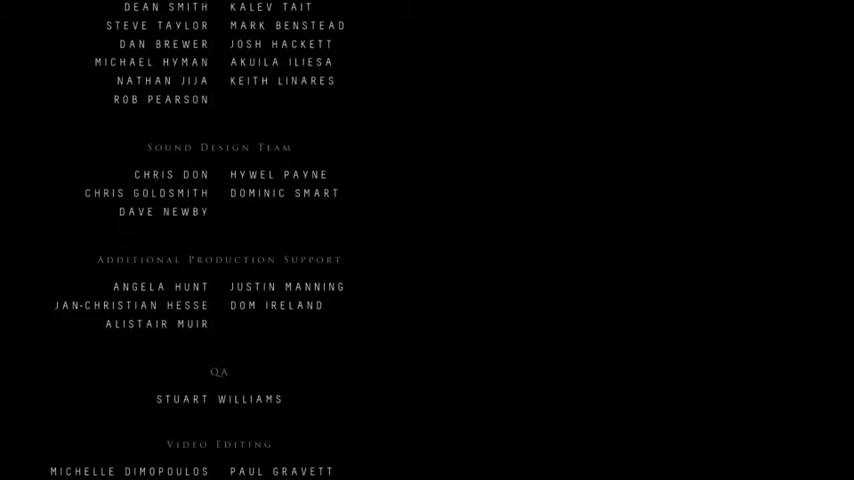 DEAN SMITH KALEV TAIT
STEVE TAYLOR MARK BENSTEAD
DAN BREWER JOSH HACKETT
MICHAEL HYMAN AKUILA ILIESA
NATHAN JIJA KEITH LINARES
ROB PEARSON
SOUND DESIGN TEAM
CHRIS DON HYWEL PAYNE
CHRIS GOLDSMITH DOMINIC SMART
DAVE NEWBY
ADDITIONAL PRODUCTION SUPPORT
ANGELA HUNT JUSTIN MANNING
JAN-CHRISTIAN HESSE DOM IRELAND
ALISTAIR MUIR
QA
STUART WILLIAMS
VIDEO EDITING
MICHELLE DIMOPOULOS PAUL GRAVETT